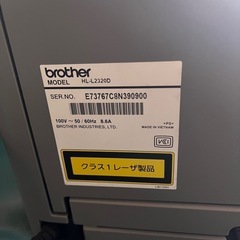 brother
MODEL HL-L2320D
SER.NO. E73767C8N390900
100V ~ 50 / 60Hz 8.6A
BROTHER INDUSTRIES, LTD.
MADE IN VIETNAM
VCCI
クラス1レーザ製品